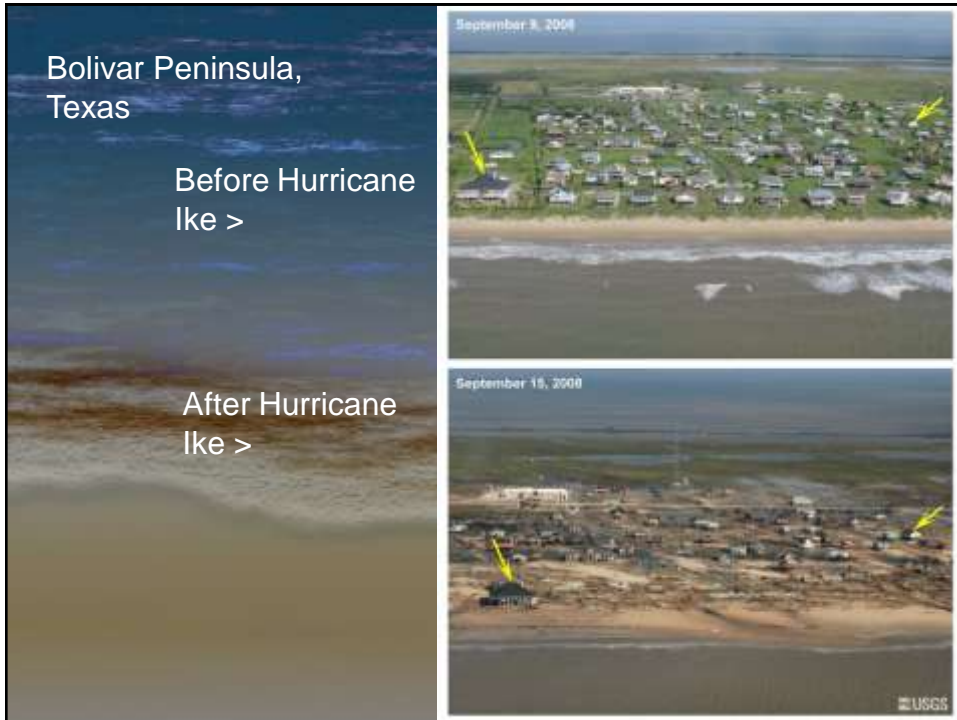 Bolivar Peninsula,
Texas
Before Hurricane
Ike >
After Hurricane
Ike >
September 9, 2008
September 15, 2008
USGS